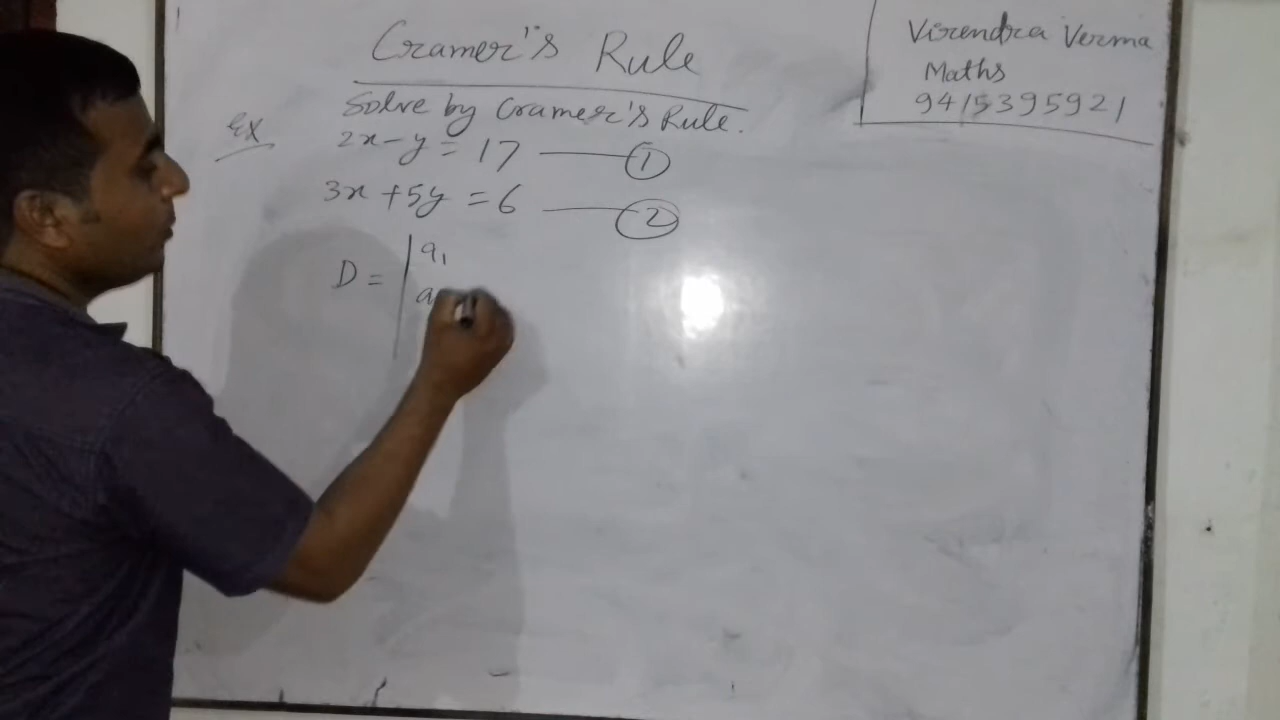 Cramer's Rule
Virendra Verma
Maths
9415395921
Ex
Solve by Cramer's Rule.
2x - y = 17 —— ①
3x + 5y = 6 —— ②
D = | a₁
a